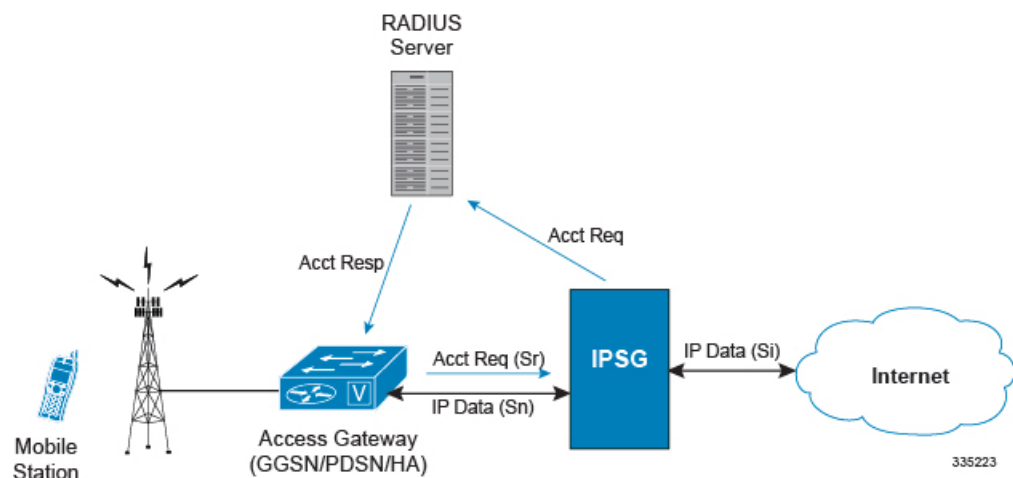 RADIUS
Server
Acct Req
Acct Resp
Acct Req (Sr)
IPSG
IP Data (Si)
Internet
V
IP Data (Sn)
Mobile
Station
Access Gateway
(GGSN/PDSN/HA)
335223